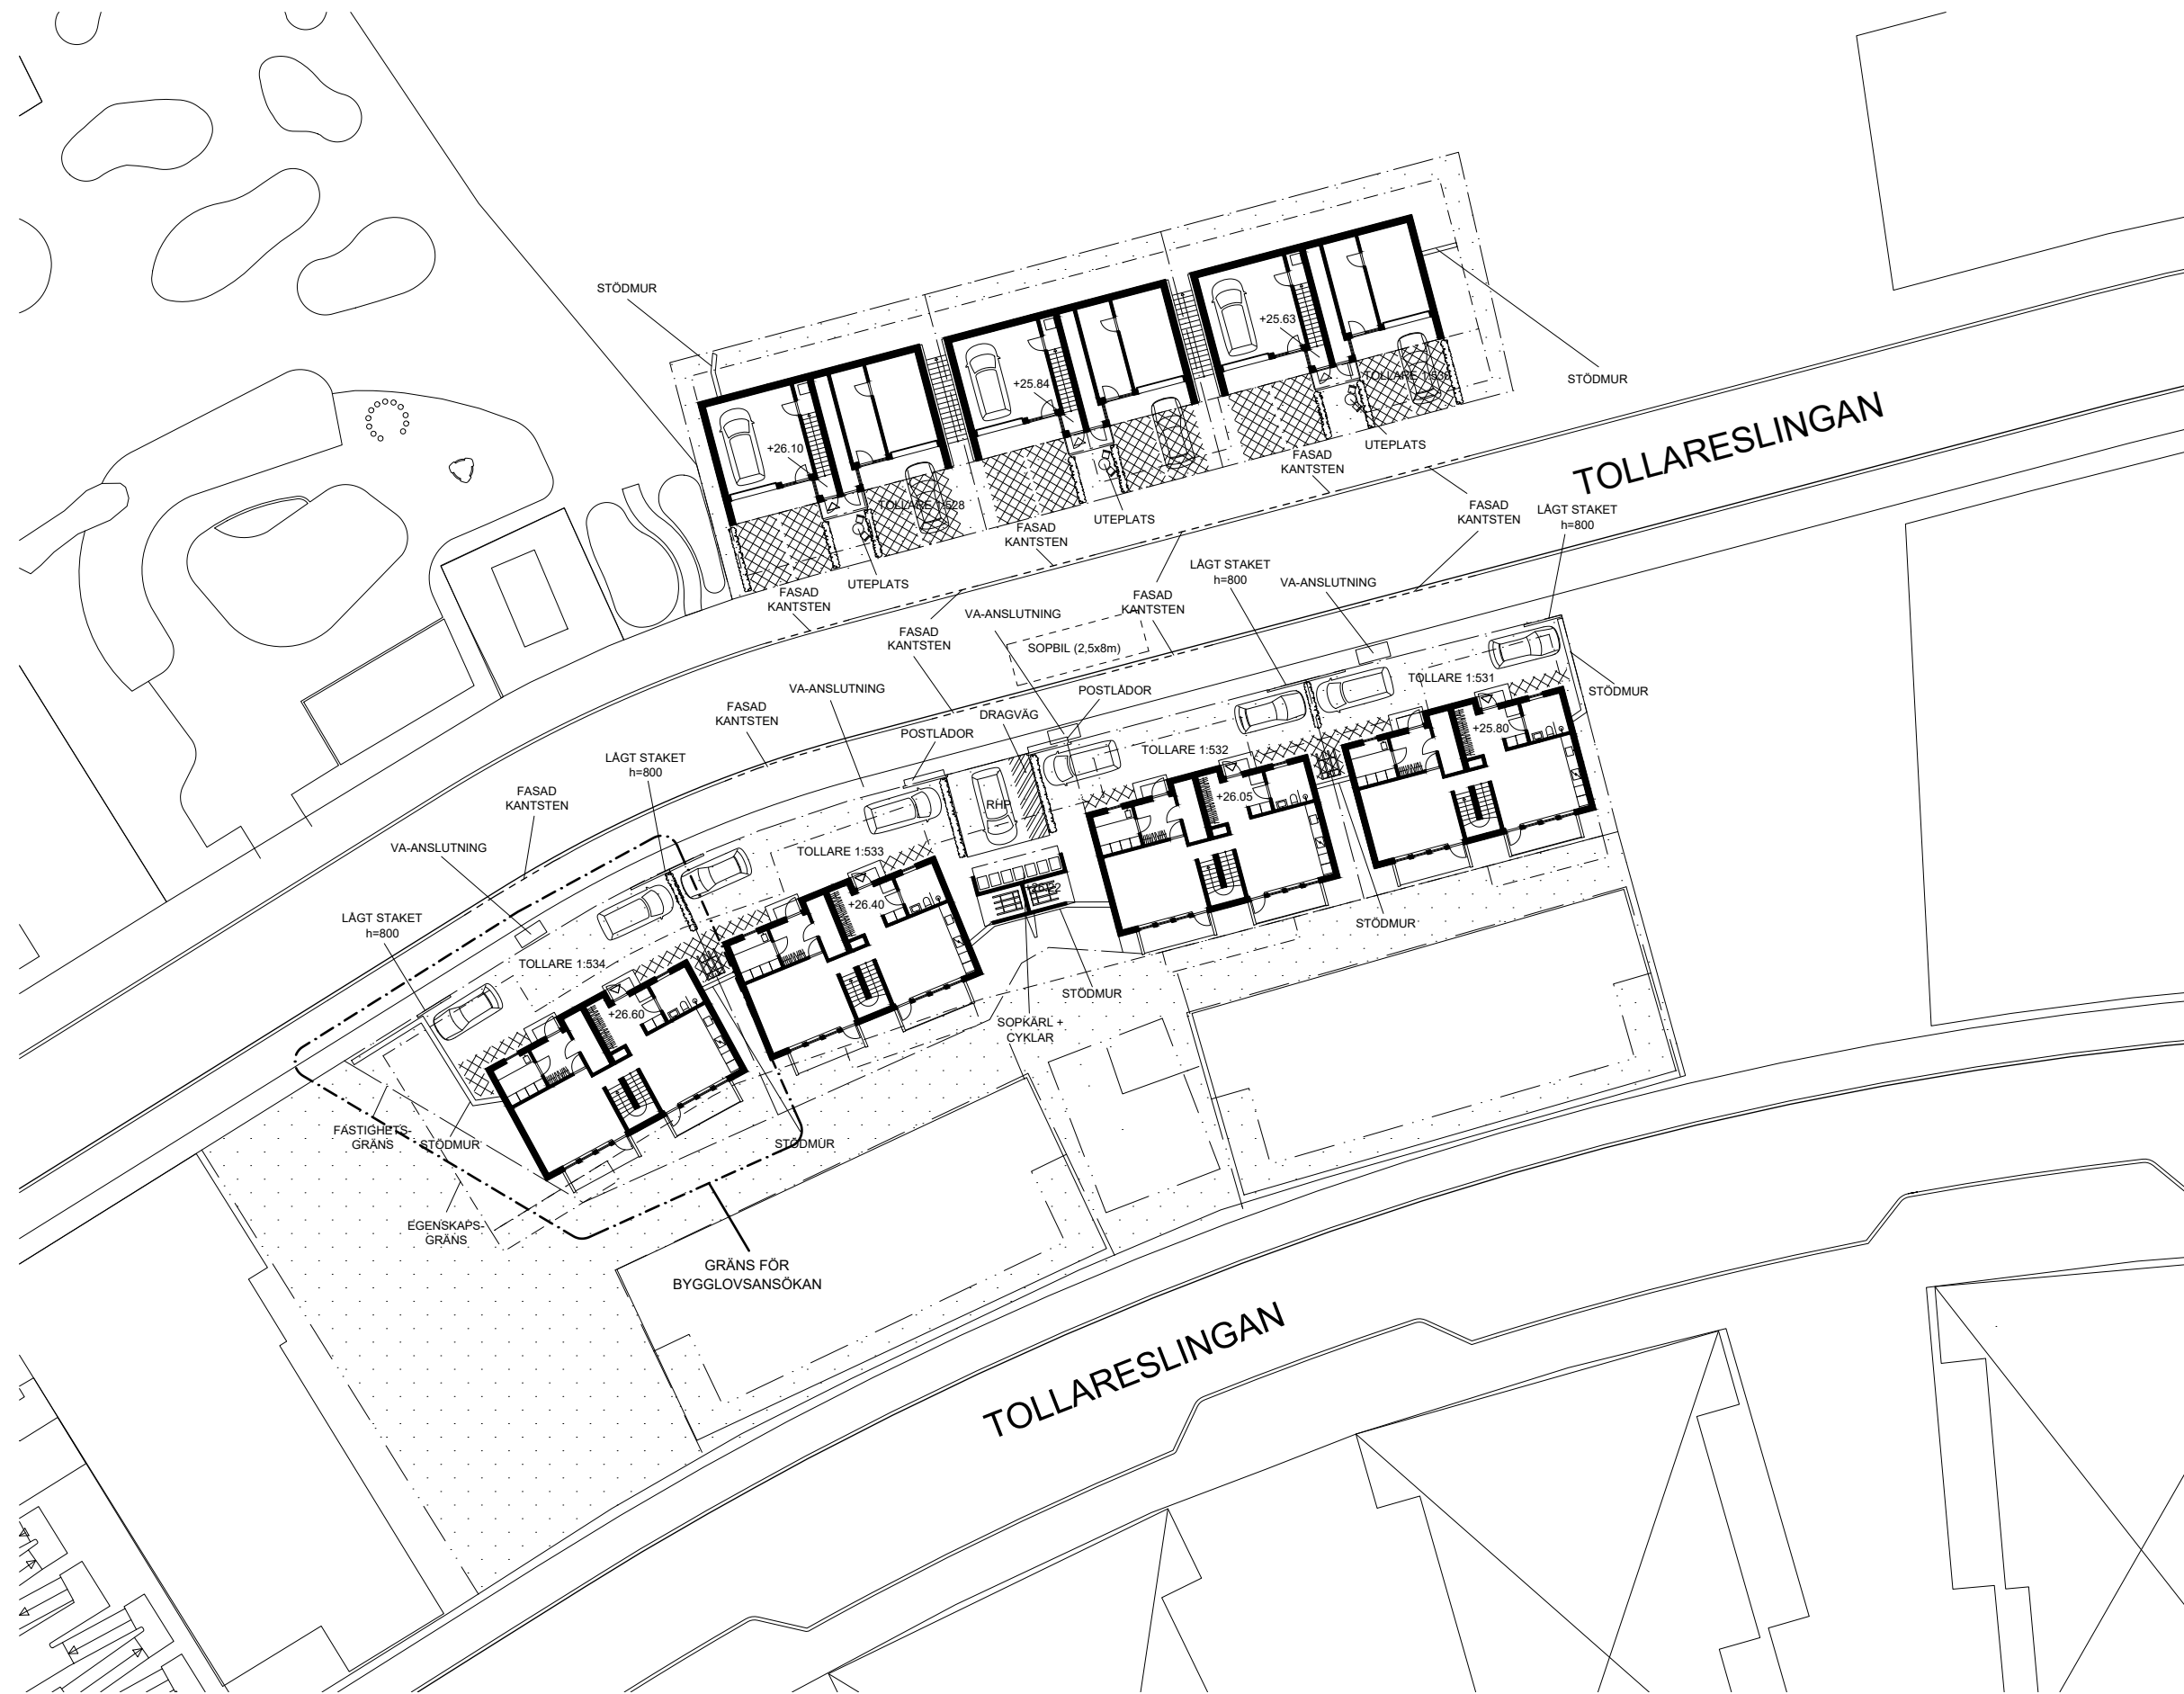 STÖDMUR
+25.63
+25.84
+26.10
STÖDMUR
TOLLARESLINGAN
UTEPLATS
FASAD
KANTSTEN
TOLLARE 1:528
UTEPLATS
FASAD
KANTSTEN
FASAD
KANTSTEN
LÅGT STAKET
h=800
UTEPLATS
FASAD
KANTSTEN
LÅGT STAKET
h=800
VA-ANSLUTNING
FASAD
KANTSTEN
VA-ANSLUTNING
FASAD
KANTSTEN
SOPBIL (2,5x8m)
VA-ANSLUTNING
POSTLÅDOR
TOLLARE 1:531
STÖDMUR
FASAD
KANTSTEN
DRAGVÄG
POSTLÅDOR
+25.80
TOLLARE 1:532
LÅGT STAKET
h=800
FASAD
KANTSTEN
RHP
+26.05
VA-ANSLUTNING
TOLLARE 1:533
+26.40
LÅGT STAKET
h=800
STÖDMUR
TOLLARE 1:534
+26.60
STÖDMUR
SOPKÄRL +
CYKLAR
FASTIGHETS-
GRÄNS
STÖDMUR
STÖDMUR
EGENSKAPS-
GRÄNS
GRÄNS FÖR
BYGGLOVSANSÖKAN
TOLLARESLINGAN